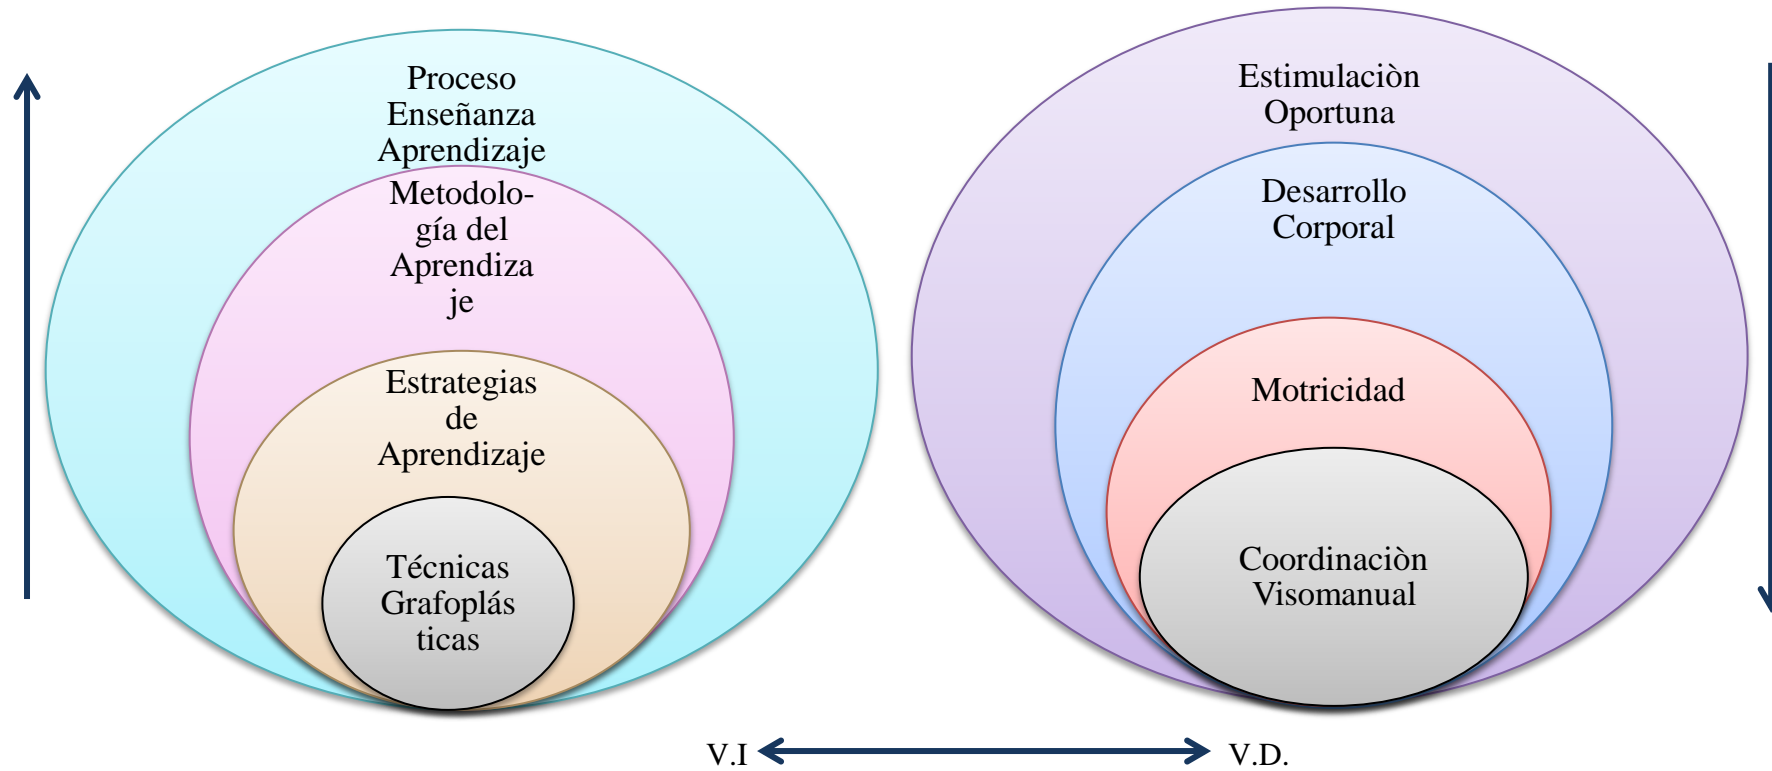 Proceso
Enseñanza
Aprendizaje
Metodolo-
gía del
Aprendiza
je
Estrategias
de
Aprendizaje
Técnicas
Grafoplás
ticas
Estimulaciòn
Oportuna
Desarrollo
Corporal
Motricidad
Coordinaciòn
Visomanual
V.I
V.D.